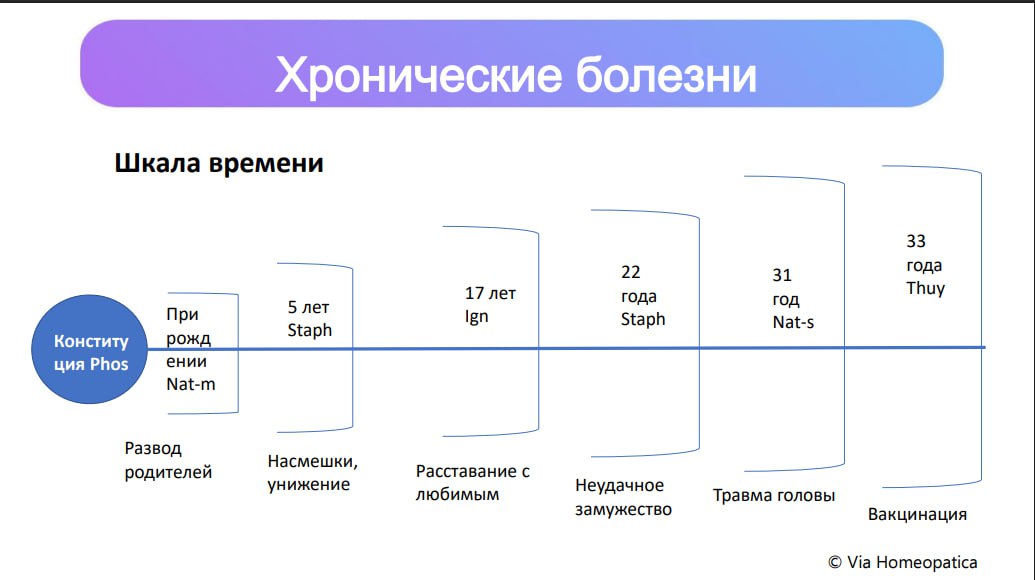 Хронические болезни
Шкала времени
Конститу
ция Phos
При
рожд
ении
Nat-m
5 лет
Staph
17 лет
Ign
22
года
Staph
31
год
Nat-s
33
года
Thuy
Развод
родителей
Насмешки,
унижение
Расставание с
любимым
Неудачное
замужество
Травма головы
Вакцинация
© Via Homeopatica